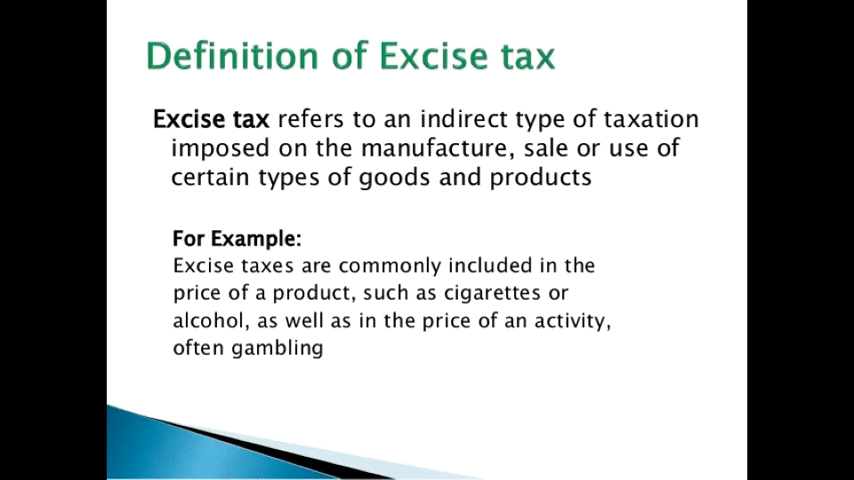 Definition of Excise tax
Excise tax refers to an indirect type of taxation
imposed on the manufacture, sale or use of
certain types of goods and products
For Example:
Excise taxes are commonly included in the
price of a product, such as cigarettes or
alcohol, as well as in the price of an activity,
often gambling